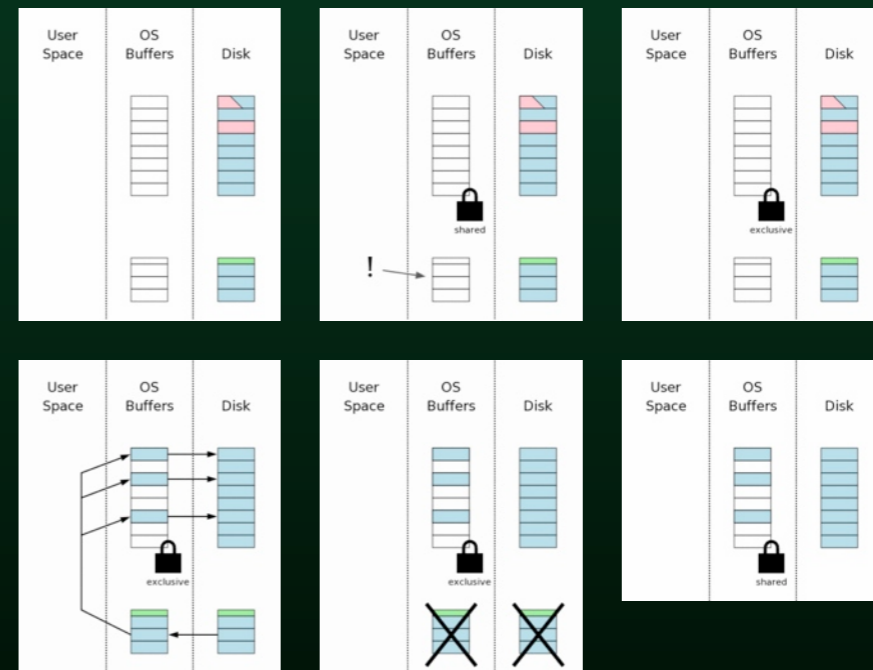 User Space
OS Buffers
Disk
User Space
OS Buffers
Disk
shared
!
User Space
OS Buffers
Disk
exclusive
User Space
OS Buffers
Disk
exclusive
User Space
OS Buffers
Disk
exclusive
User Space
OS Buffers
Disk
shared